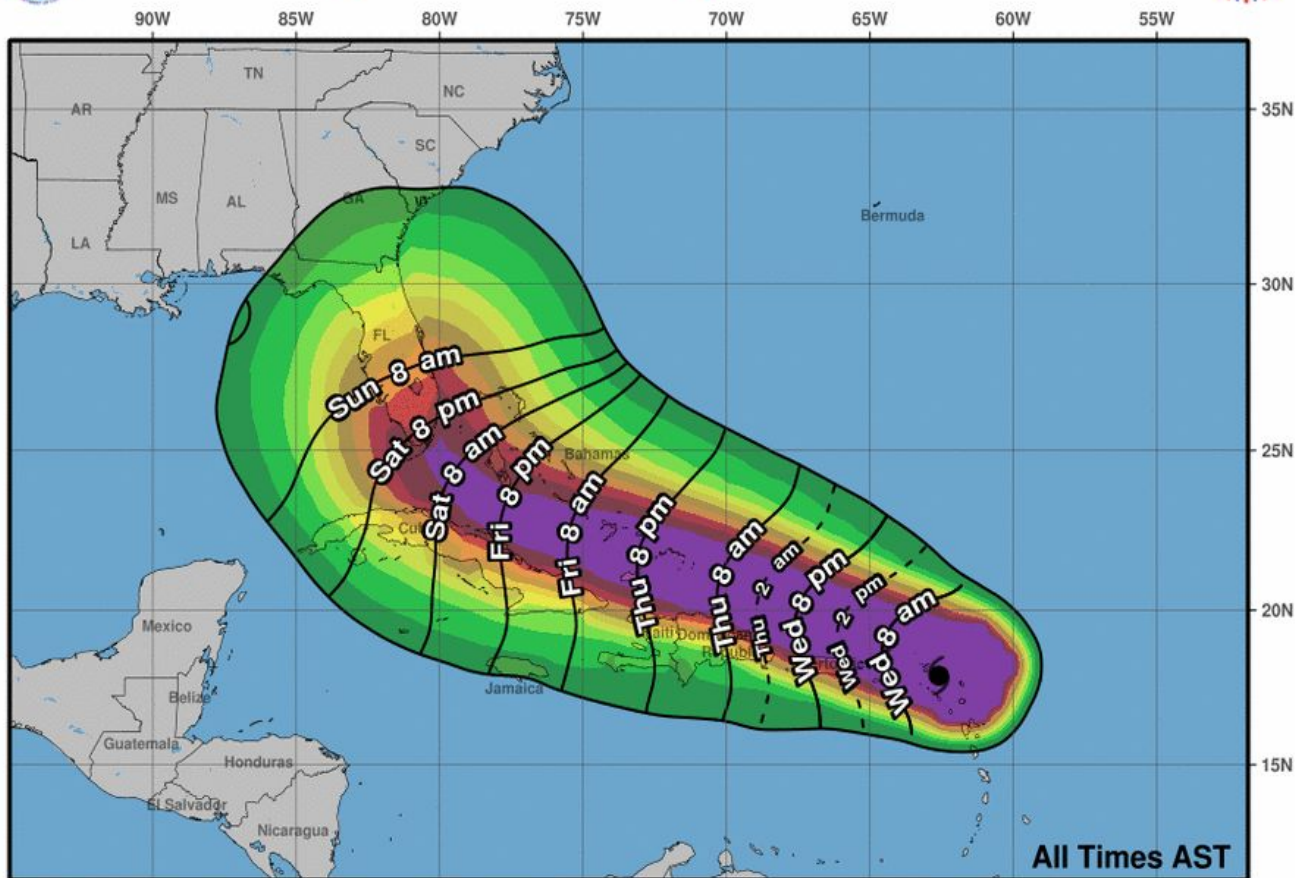 90W 85W 80W 75W 70W 65W 60W 55W
TN
NC
AR
35N
SC
MS
AL
GA
Bermuda
LA
30N
FL
Sun 8 am
Sat 8 pm
Sat 8 am
Fri 8 pm
Fri 8 am
Thu 8 pm
Thu 8 am
Thu 2 am
Wed 8 pm
Wed 2 pm
Wed 8 am
Bahamas
25N
20N
Mexico
Jamaica
Belize
Guatemala
15N
Honduras
El Salvador
Nicaragua
All Times AST